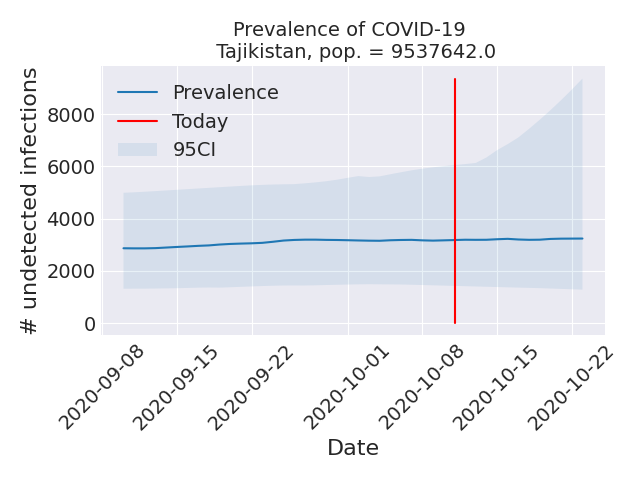 Prevalence of COVID-19
Tajikistan, pop. = 9537642.0
# undetected infections
8000
6000
4000
2000
0
Prevalence
Today
95CI
2020-09-08
2020-09-15
2020-09-22
2020-10-01
2020-10-08
2020-10-15
2020-10-22
Date